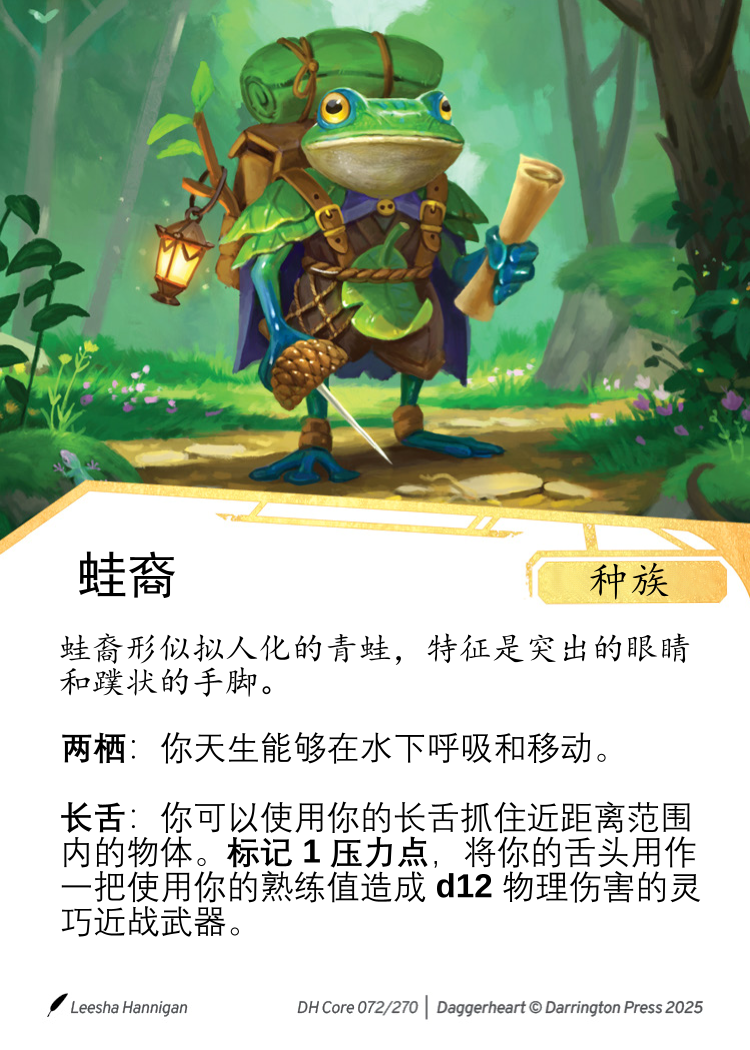 蛙裔
种族
蛙裔形似拟人化的青蛙，特征是突出的眼睛
和蹼状的手脚。
两栖：你天生能够在水下呼吸和移动。
长舌：你可以使用你的长舌抓住近距离范围
内的物体。标记 1 压力点，将你的舌头用作
一把使用你的熟练值造成 d12 物理伤害的灵
巧近战武器。
Leesha Hannigan
DH Core 072/270 | Daggerheart © Darrington Press 2025